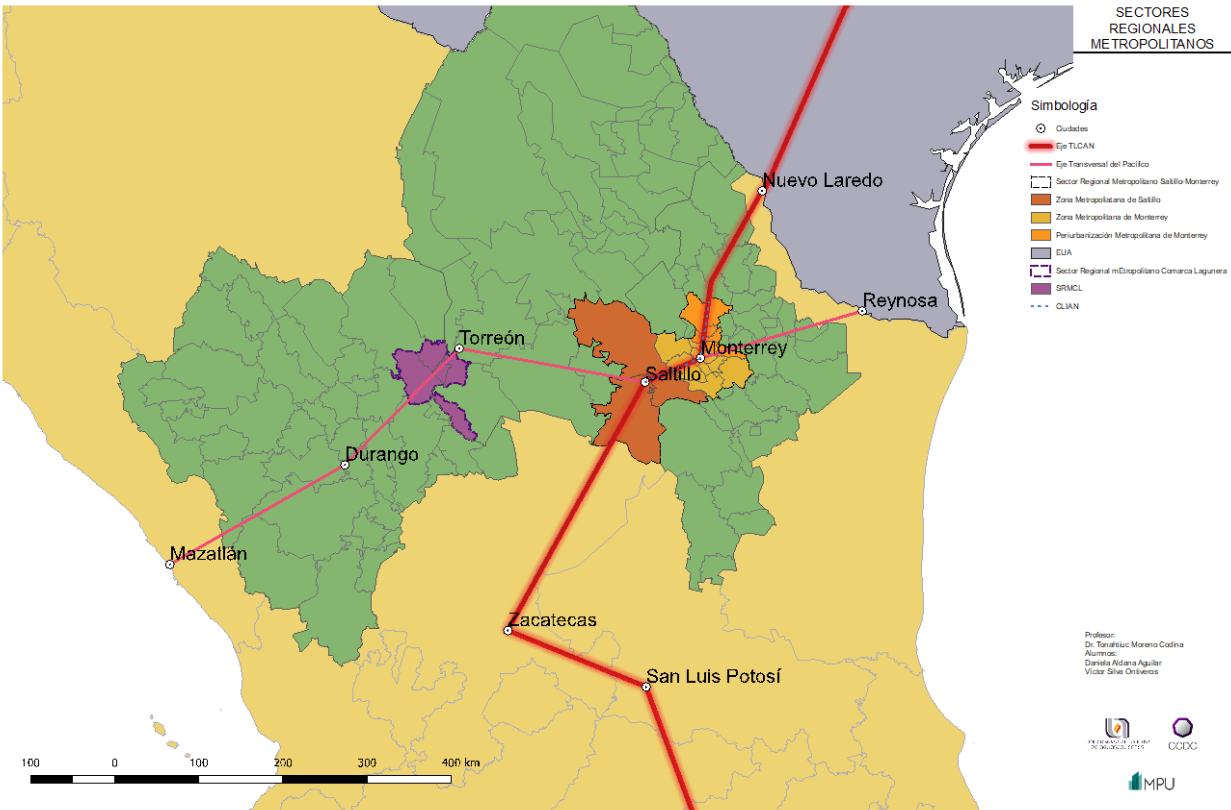 SECTORES
REGIONALES
METROPOLITANOS
Simbología
Ciudades
Eje TLCAN
Eje Transversal del Pacífico
Sector Regional Metropolitano Saltillo-Monterrey
Zona Metropoliatana de Saltillo
Zona Metropolitana de Monterrey
Periurbanización Metropolitana de Monterrey
EUA
Sector Regional mEtropolitano Comarca Lagunera
SRMCL
CLIAN
Nuevo Laredo
Reynosa
Torreón
Monterrey
Saltillo
Durango
Mazatlán
Zacatecas
San Luis Potosí
100 0 100 200 300 400 km
Profesor:
Dr. Tonahtiuc Moreno Codina
Alumnos:
Daniela Aldana Aguilar
Víctor Silva Ontiveros
CCDC
MPU